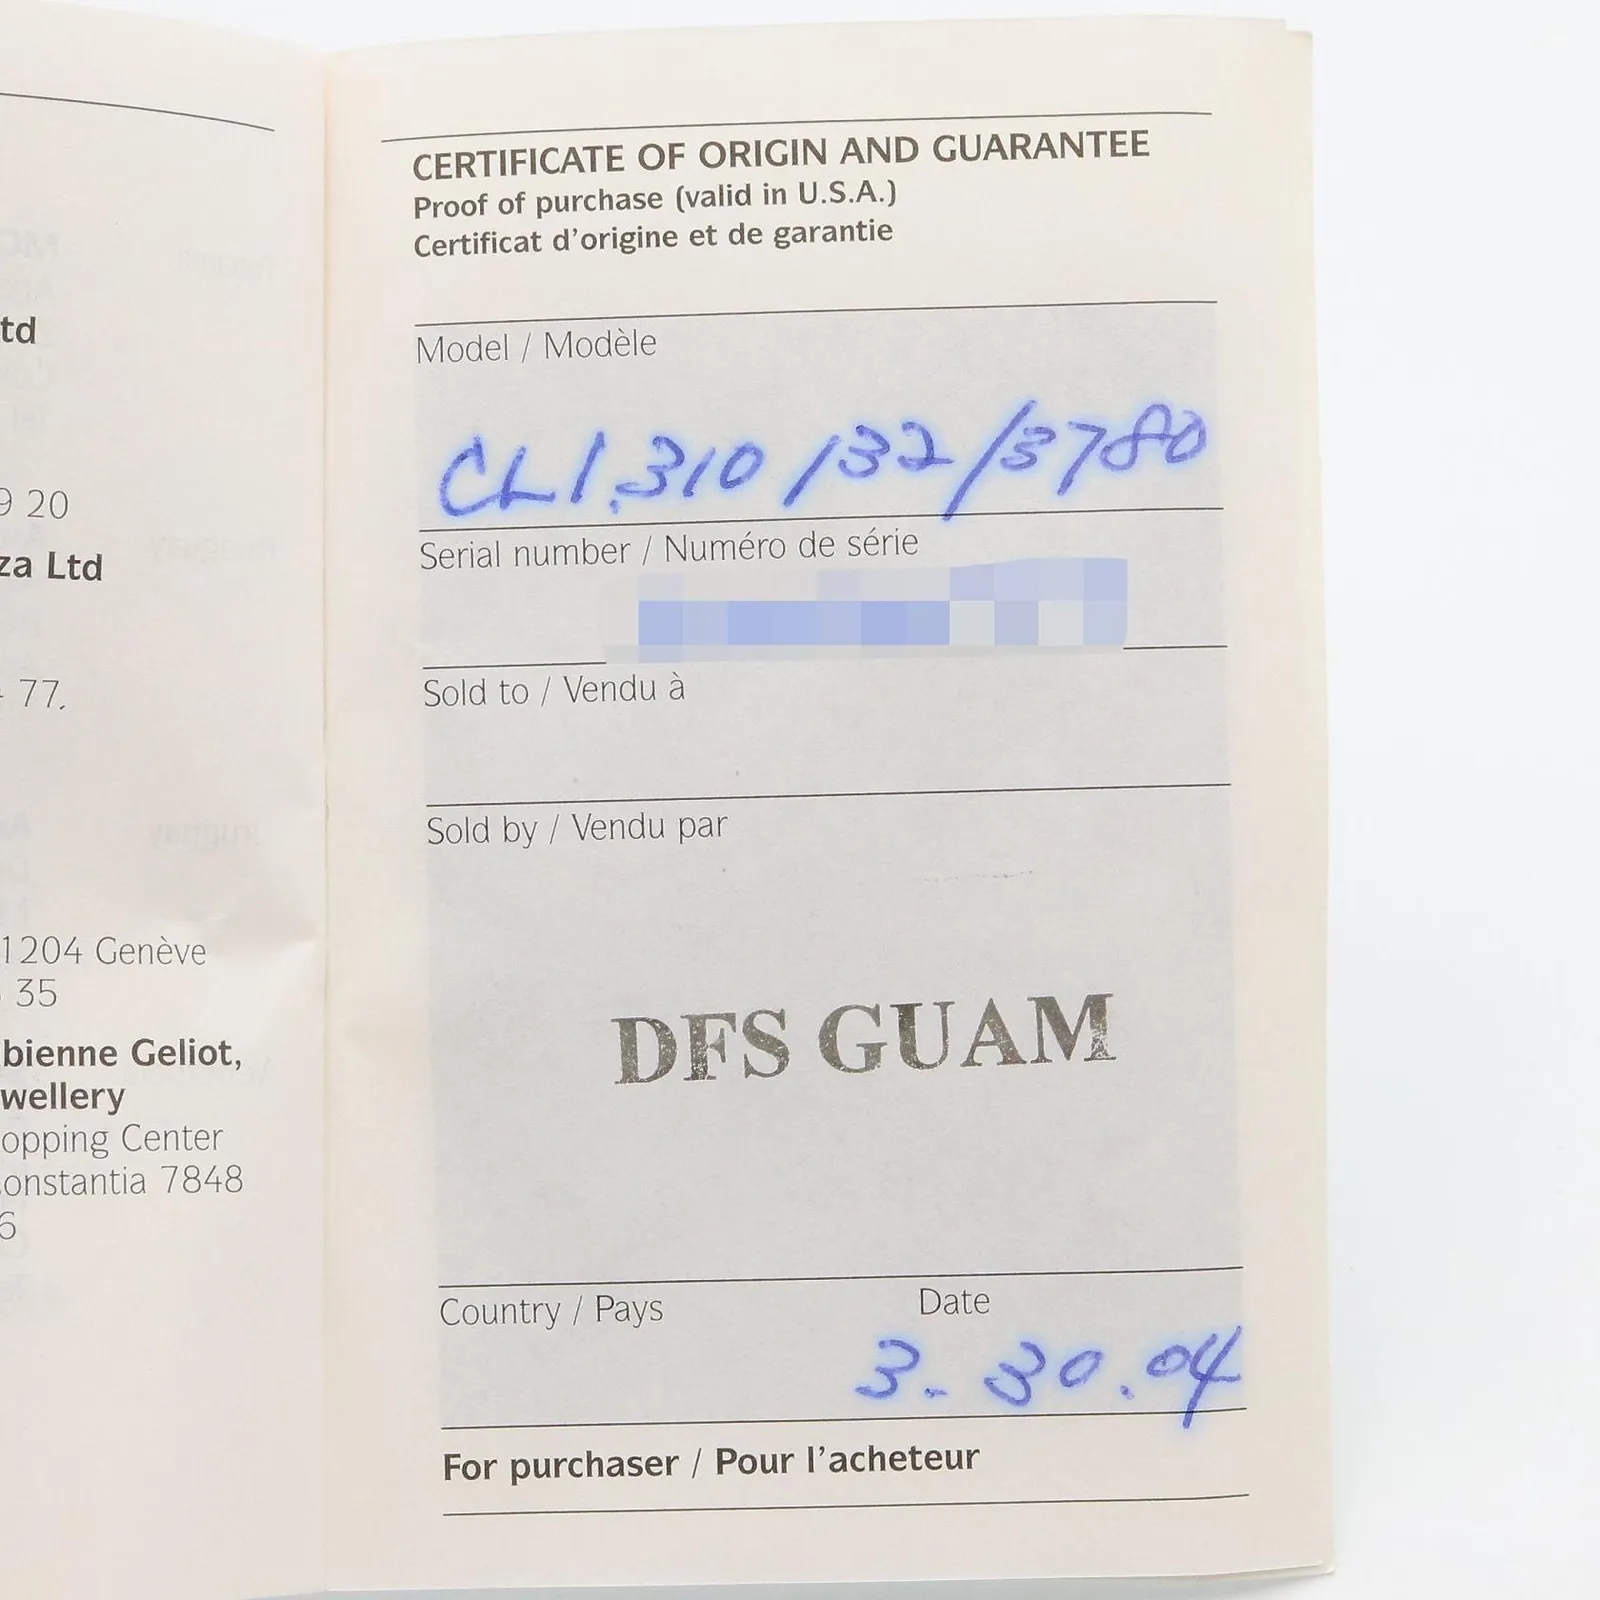 td
9 20
za Ltd
77.
1204 Genève
35
bienne Geliot,
wellery
opping Center
onstantia 7848
6
CERTIFICATE OF ORIGIN AND GUARANTEE
Proof of purchase (valid in U.S.A.)
Certificat d'origine et de garantie
Model / Modèle
CL1.310/32/3780
Serial number / Numéro de série
Sold to / Vendu à
Sold by / Vendu par
DFS GUAM
Country / Pays Date
3. 30.04
For purchaser / Pour l'acheteur